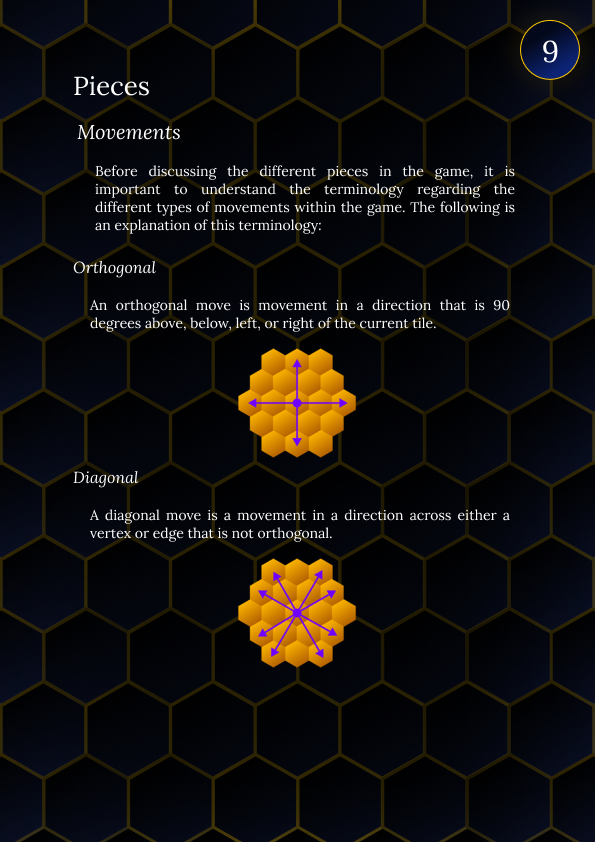 9
Pieces
Movements
Before discussing the different pieces in the game, it is
important to understand the terminology regarding the
different types of movements within the game. The following is
an explanation of this terminology:
Orthogonal
An orthogonal move is movement in a direction that is 90
degrees above, below, left, or right of the current tile.
Diagonal
A diagonal move is a movement in a direction across either a
vertex or edge that is not orthogonal.